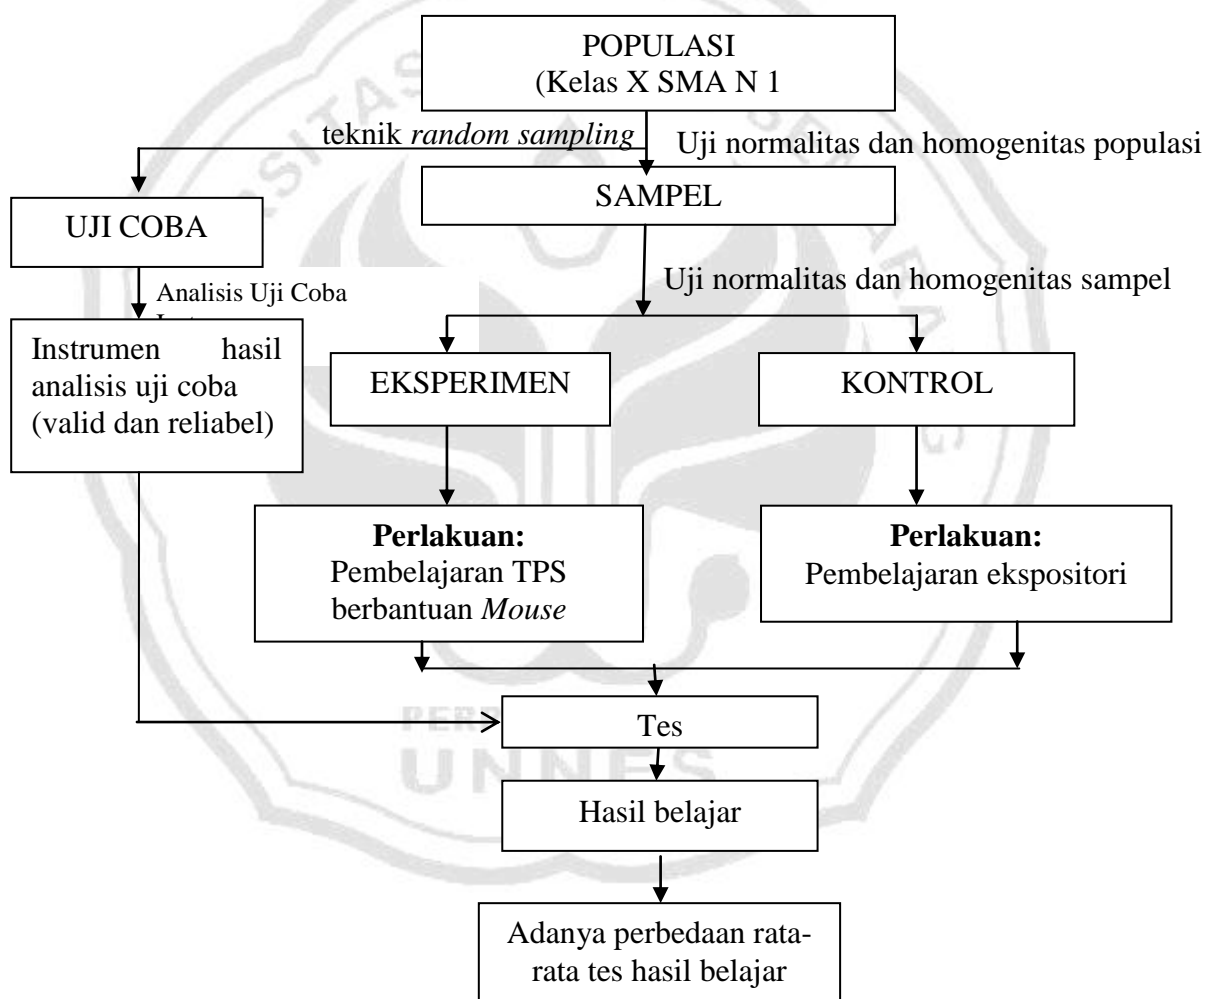 POPULASI
(Kelas X SMA N 1
teknik random sampling
Uji normalitas dan homogenitas populasi
SAMPEL
UJI COBA
Uji normalitas dan homogenitas sampel
Analisis Uji Coba
Instrumen hasil
analisis uji coba
(valid dan reliabel)
EKSPERIMEN
KONTROL
Perlakuan:
Pembelajaran TPS
berbantuan Mouse
Perlakuan:
Pembelajaran ekspositori
Tes
UNNES
Hasil belajar
Adanya perbedaan rata-
rata tes hasil belajar